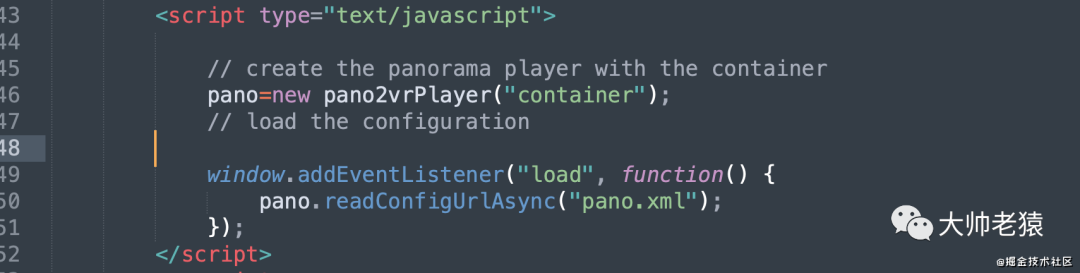 43 <script type="text/javascript">
44
45 // create the panorama player with the container
46 pano=new pano2vrPlayer("container");
47 // load the configuration
48
49 window.addEventListener("load", function() {
50 pano.readConfigUrlAsync("pano.xml");
51 });
52 </script>
大帅老猿
@掘金技术社区